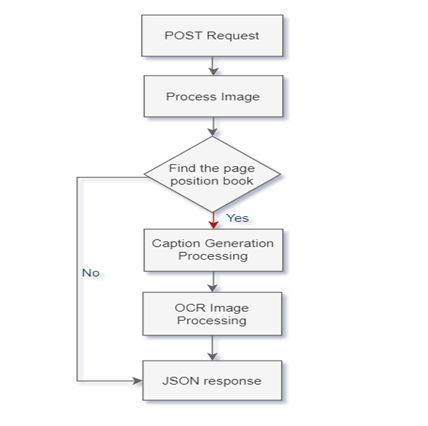 POST Request
Process Image
Find the page
position book
Yes
Caption Generation
Processing
No
OCR Image
Processing
JSON response